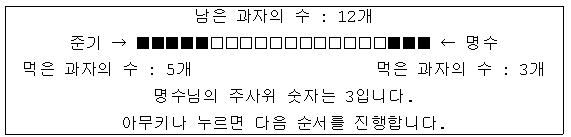 남은 과자의 수 : 12개
준기 → ■■■■■□□□□□□□□□□□□■■■ ← 명수
먹은 과자의 수 : 5개 먹은 과자의 수 : 3개
명수님의 주사위 숫자는 3입니다.
아무키나 누르면 다음 순서를 진행합니다.